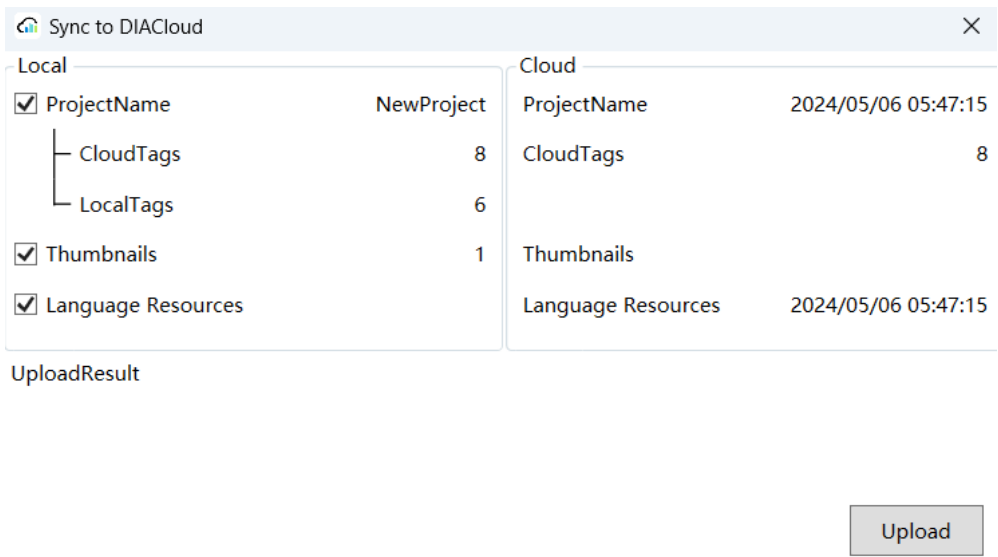 Sync to DIACloud
Local
ProjectName NewProject
CloudTags 8
LocalTags 6
Thumbnails 1
Language Resources
Cloud
ProjectName 2024/05/06 05:47:15
CloudTags 8
Thumbnails
Language Resources 2024/05/06 05:47:15
UploadResult
Upload